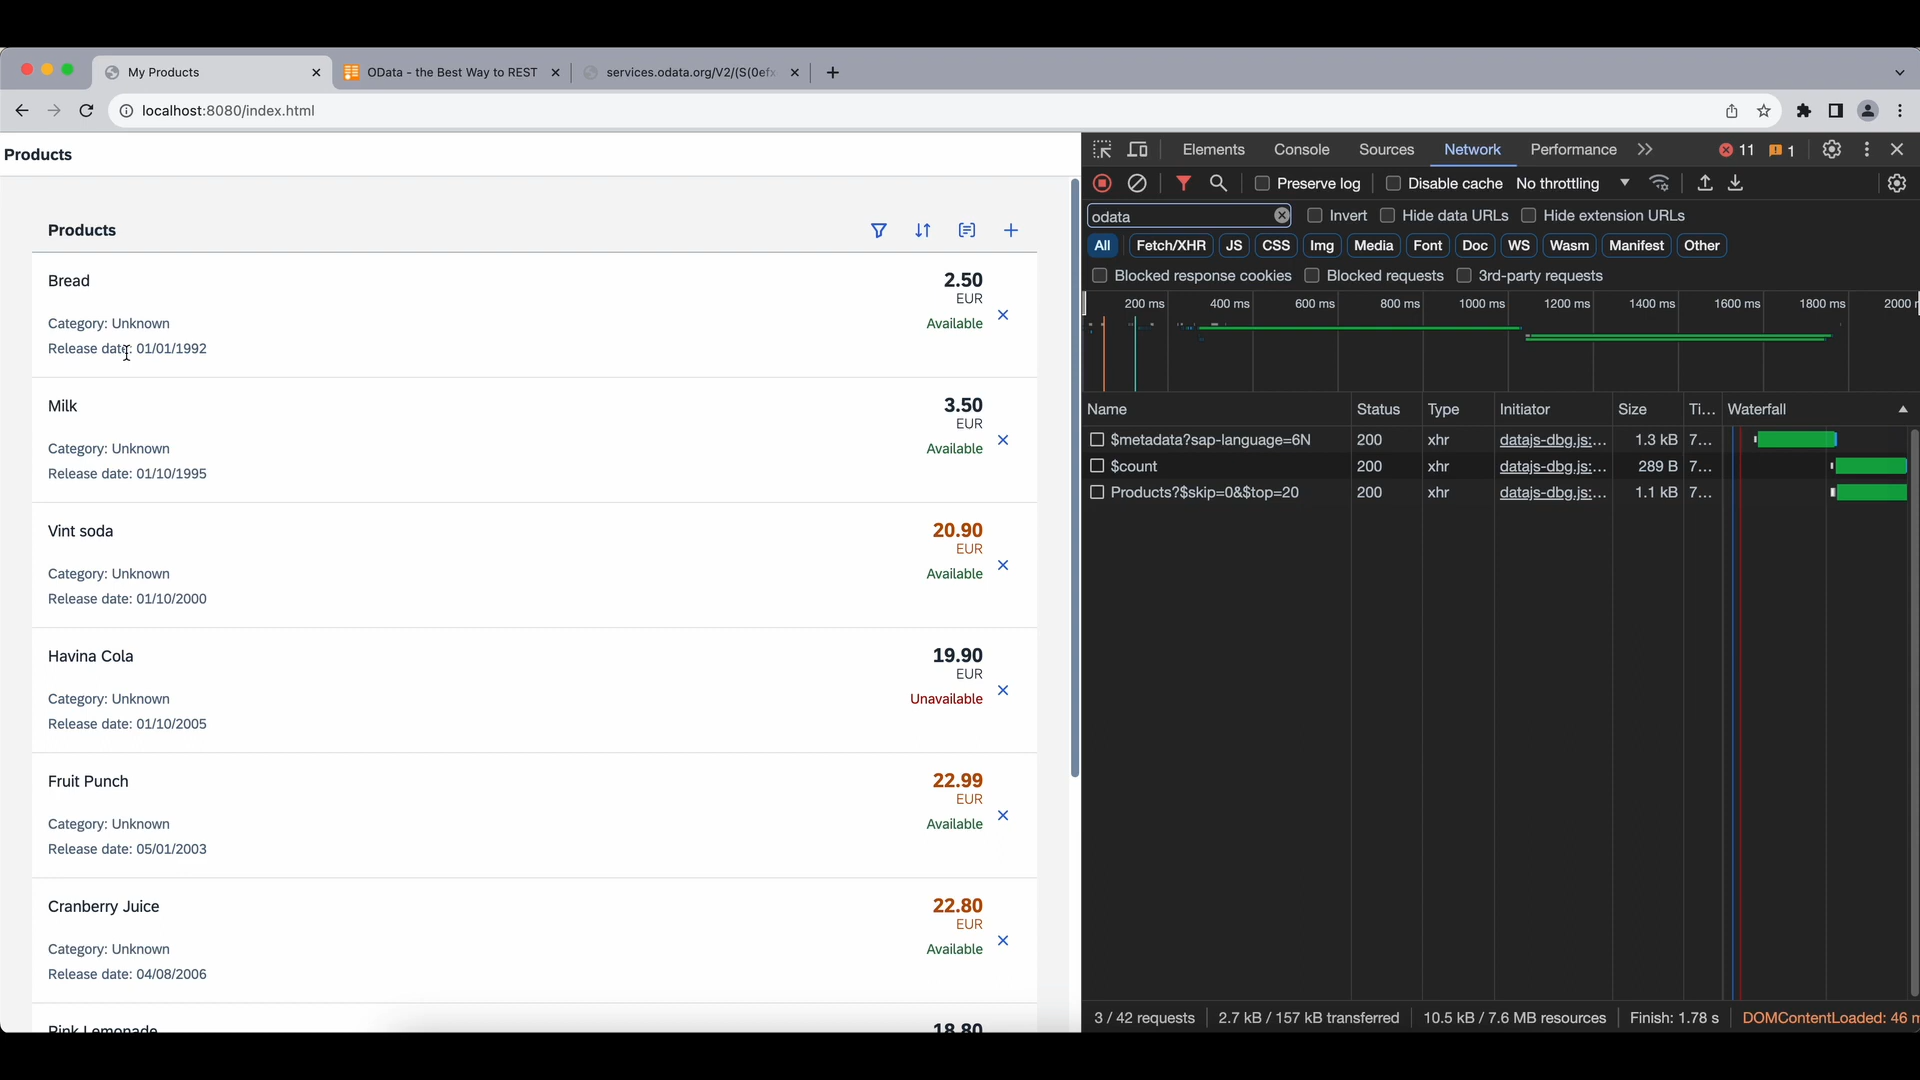 My Products
OData - the Best Way to REST
services.odata.org/V2/(S(0efx
localhost:8080/index.html
Products
Products
Bread
2.50
EUR
Category: Unknown
Available
Release date: 01/01/1992
Milk
3.50
EUR
Category: Unknown
Available
Release date: 01/10/1995
Vint soda
20.90
EUR
Category: Unknown
Available
Release date: 01/10/2000
Havina Cola
19.90
EUR
Category: Unknown
Unavailable
Release date: 01/10/2005
Fruit Punch
22.99
EUR
Category: Unknown
Available
Release date: 05/01/2003
Cranberry Juice
22.80
EUR
Category: Unknown
Available
Release date: 04/08/2006
Pink Lemonade
18.80
Elements Console Sources Network Performance 11 1
Preserve log Disable cache No throttling
odata Invert Hide data URLs Hide extension URLs
All Fetch/XHR JS CSS Img Media Font Doc WS Wasm Manifest Other
Blocked response cookies Blocked requests 3rd-party requests
200 ms 400 ms 600 ms 800 ms 1000 ms 1200 ms 1400 ms 1600 ms 1800 ms 2000
Name Status Type Initiator Size Ti... Waterfall
$metadata?sap-language=6N 200 xhr datajs-dbg.js:... 1.3 kB 7...
$count 200 xhr datajs-dbg.js:... 289 B 7...
Products?$skip=0&$top=20 200 xhr datajs-dbg.js:... 1.1 kB 7...
3 / 42 requests 2.7 kB / 157 kB transferred 10.5 kB / 7.6 MB resources Finish: 1.78 s DOMContentLoaded: 46 m